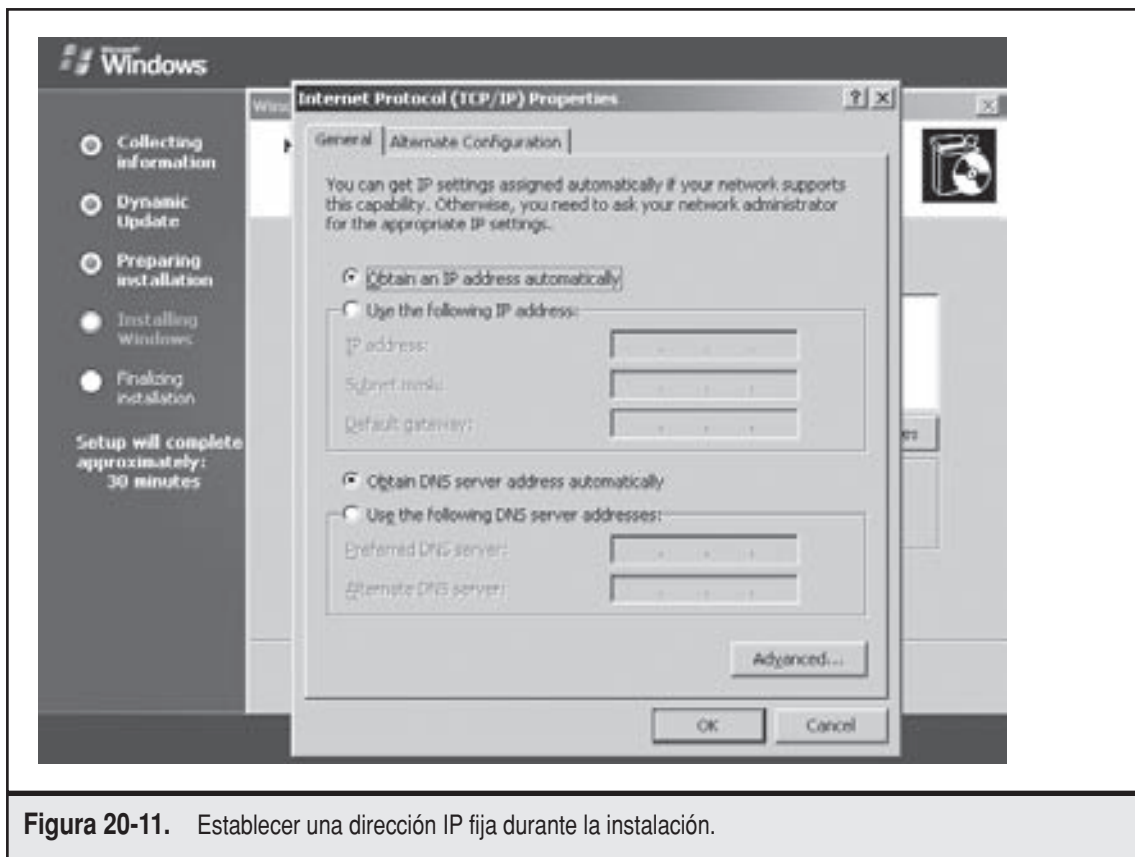 Microsoft
Windows
Collecting
information
Dynamic
Update
Preparing
installation
Installing
Windows
Finalizing
installation
Setup will complete
approximately:
30 minutes
Internet Protocol (TCP/IP) Properties
General
Alternate Configuration
You can get IP settings assigned automatically if your network supports
this capability. Otherwise, you need to ask your network administrator
for the appropriate IP settings.
Obtain an IP address automatically
Use the following IP address:
IP address:
Subnet mask:
Default gateway:
Obtain DNS server address automatically
Use the following DNS server addresses:
Preferred DNS server:
Alternate DNS server:
Advanced...
OK
Cancel
Figura 20-11. Establecer una dirección IP fija durante la instalación.